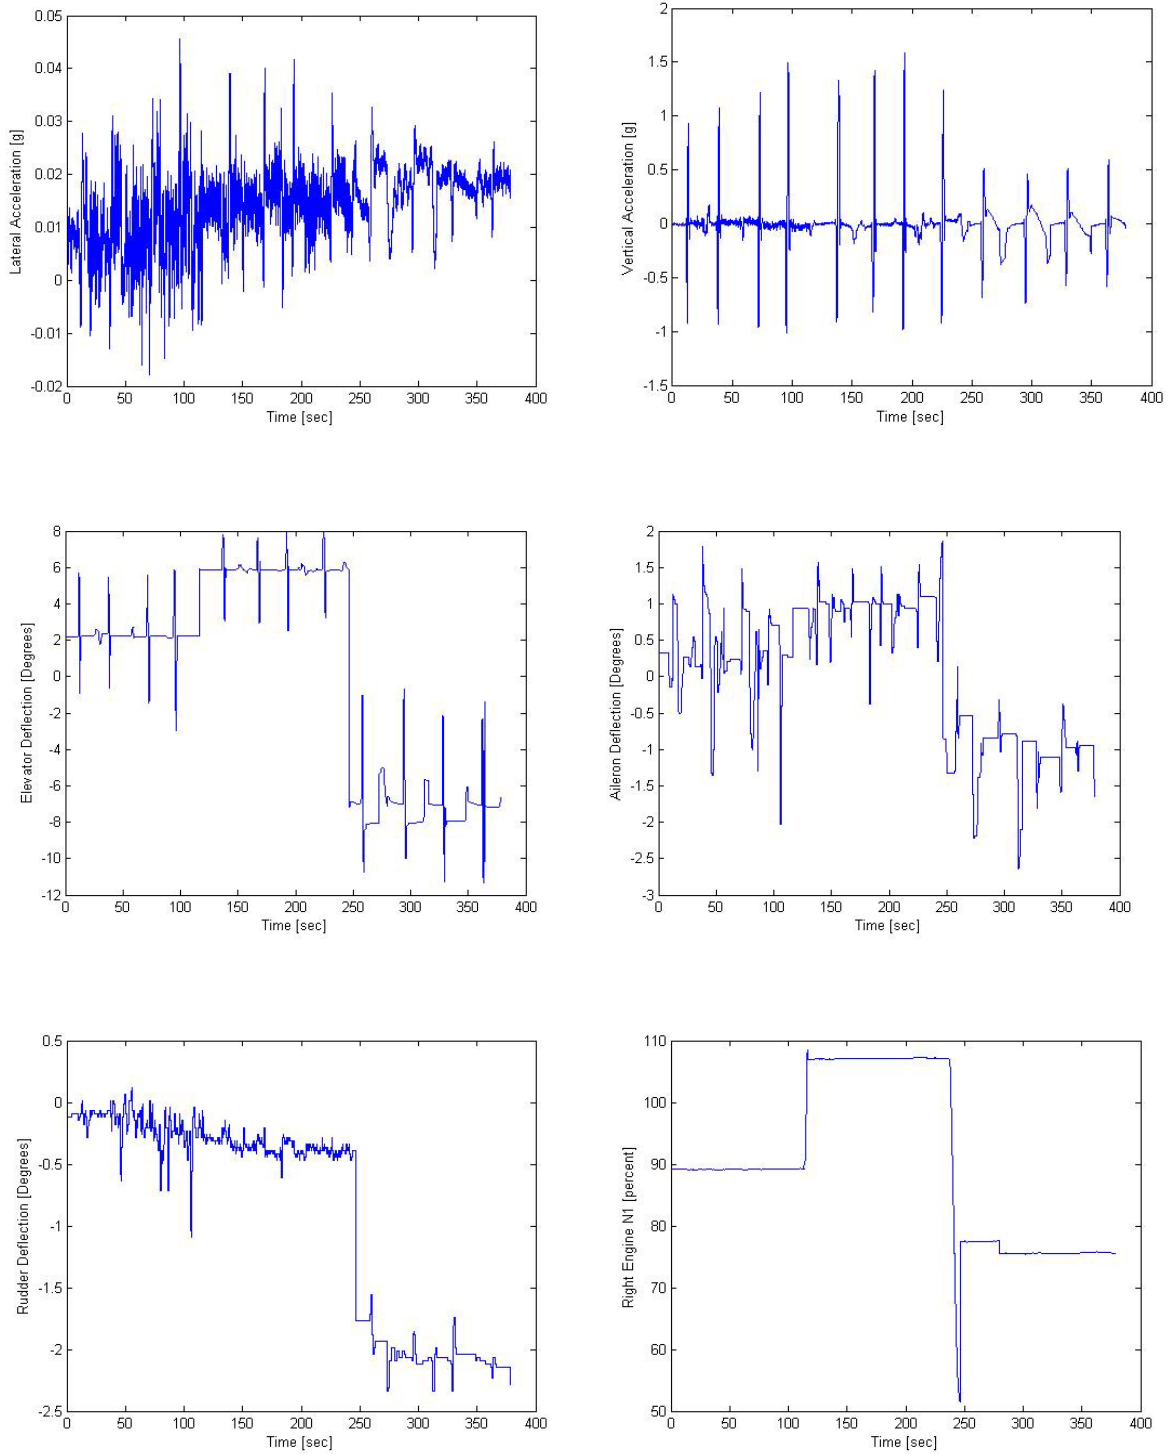 0.05
0.04
0.03
0.02
0.01
0
-0.01
-0.02
Lateral Acceleration [g]
0 50 100 150 200 250 300 350 400
Time [sec]
2
1.5
1
0.5
0
-0.5
-1
-1.5
Vertical Acceleration [g]
0 50 100 150 200 250 300 350 400
Time [sec]
8
6
4
2
0
-2
-4
-6
-8
-10
-12
Elevator Deflection [Degrees]
0 50 100 150 200 250 300 350 400
Time [sec]
2
1.5
1
0.5
0
-0.5
-1
-1.5
-2
-2.5
-3
Aileron Deflection [Degrees]
0 50 100 150 200 250 300 350 400
Time [sec]
0.5
0
-0.5
-1
-1.5
-2
-2.5
Rudder Deflection [Degrees]
0 50 100 150 200 250 300 350 400
Time [sec]
110
100
90
80
70
60
50
Right Engine N1 [percent]
0 50 100 150 200 250 300 350 400
Time [sec]